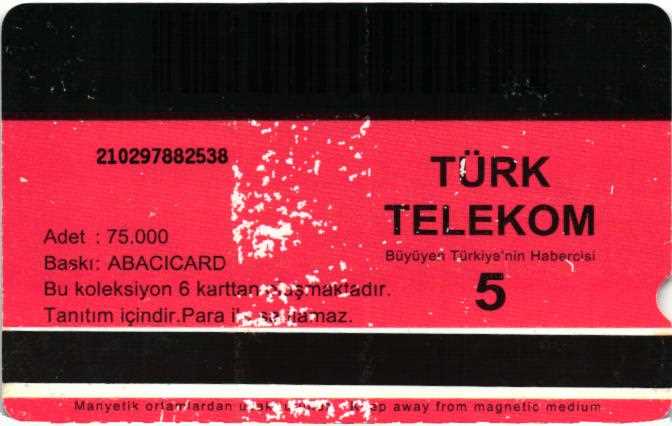 210297882538
TÜRK
TELEKOM
Büyüyen Türkiye'nin Habercisi
5
Adet : 75.000
Baskı: ABACICARD
Bu koleksiyon 6 karttan
Tanıtım içindir.Para
Manyetik ortamlardan away from magnetic medium